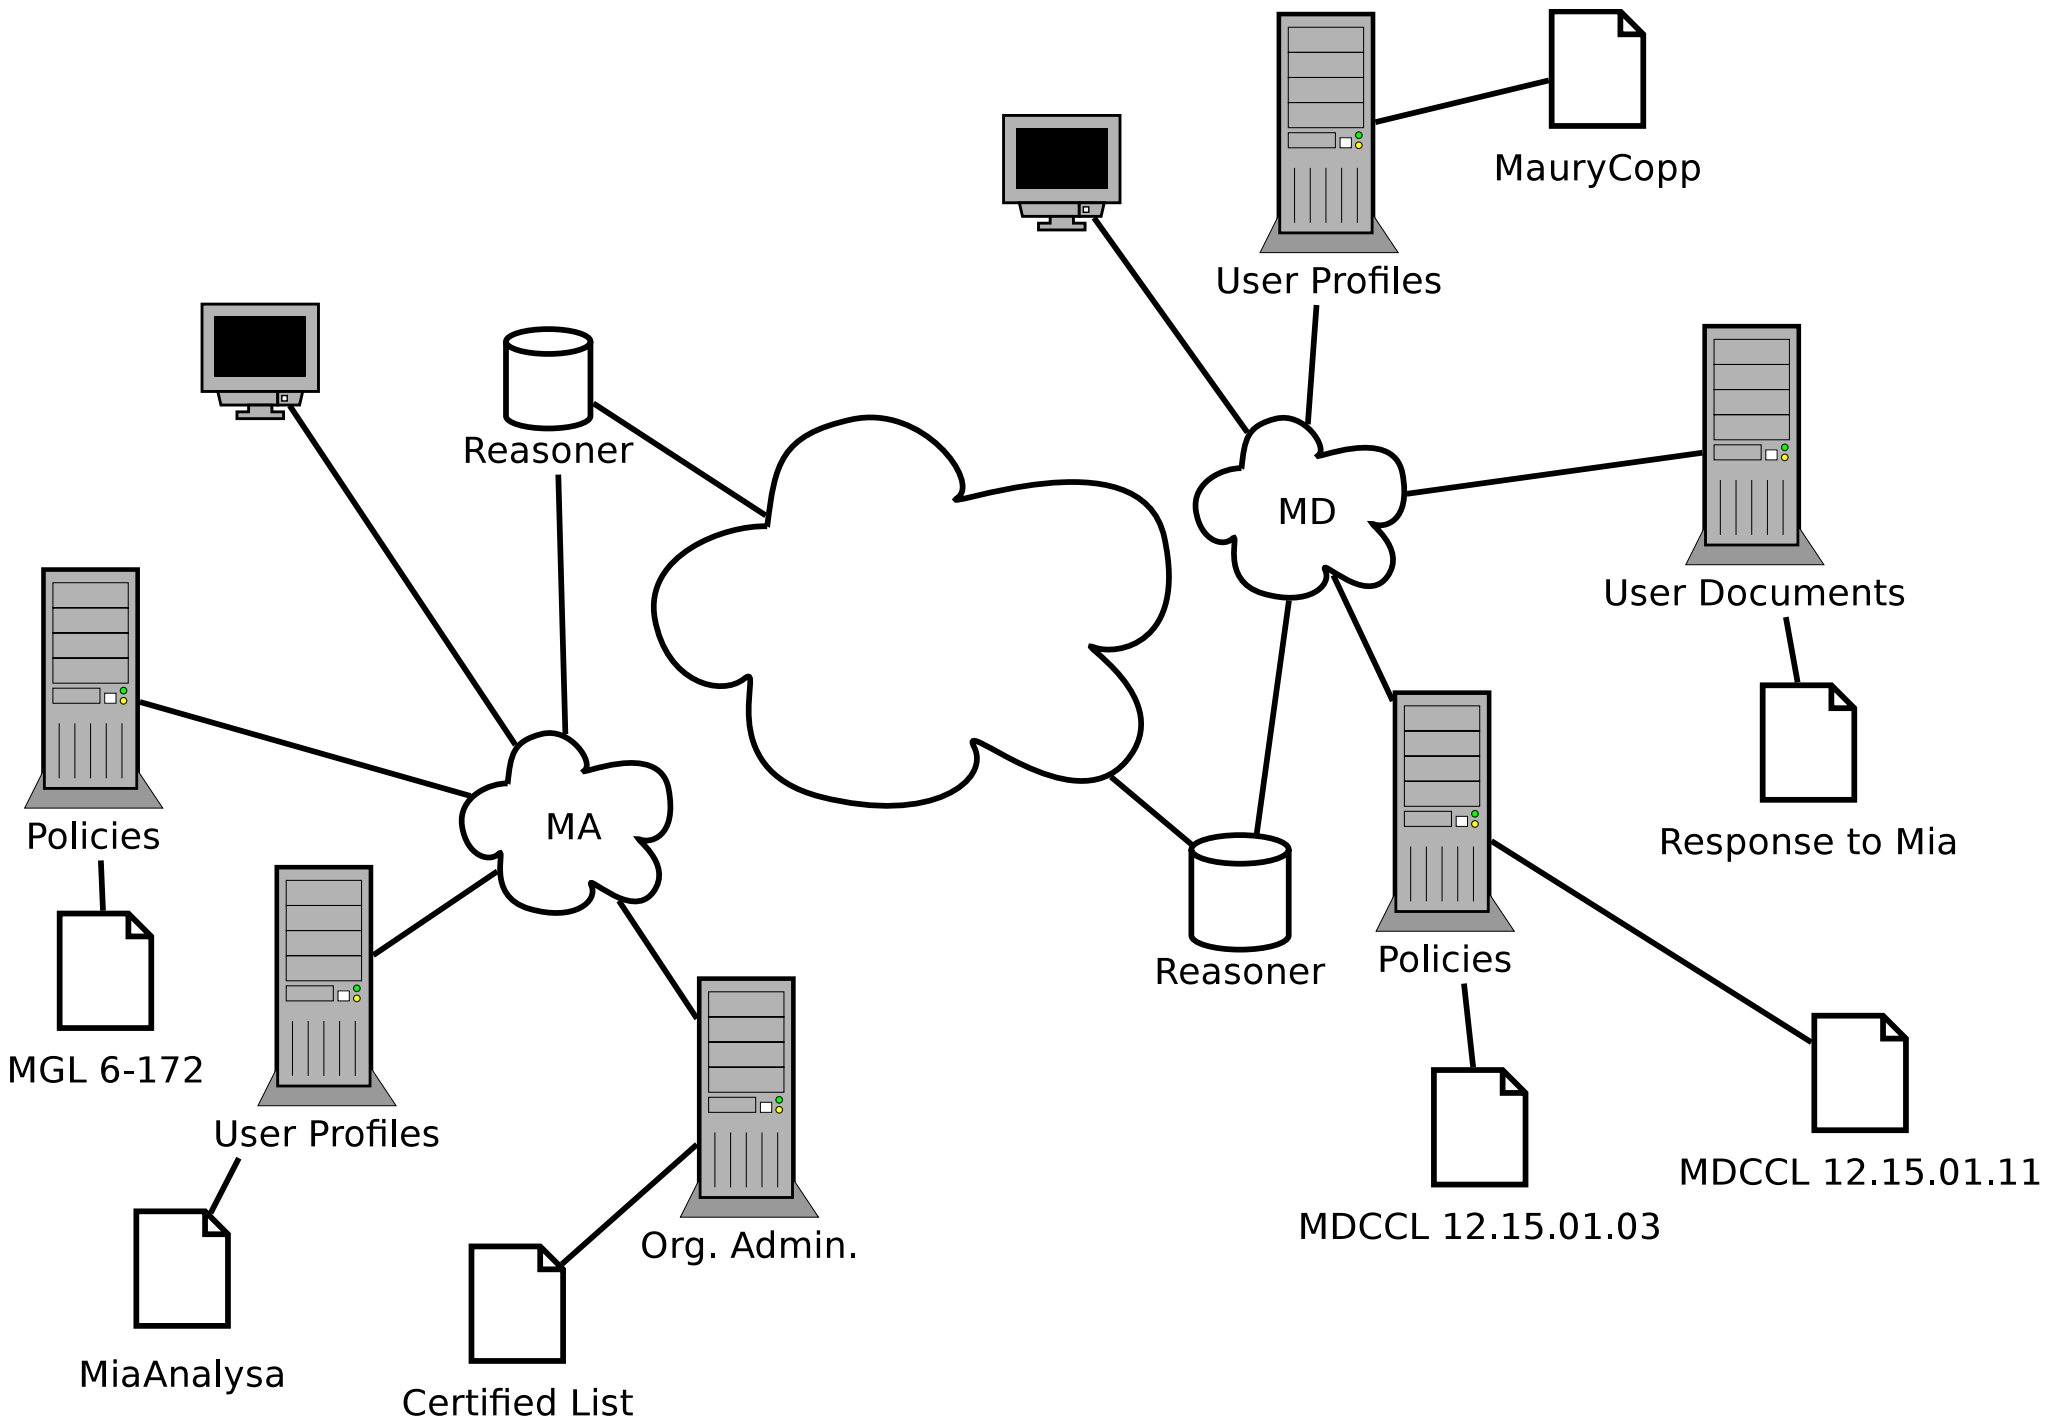 MauryCopp
User Profiles
Reasoner
MD
User Documents
MA
Policies
Response to Mia
Reasoner
Policies
MGL 6-172
User Profiles
MDCCL 12.15.01.11
MDCCL 12.15.01.03
Org. Admin.
MiaAnalysa
Certified List